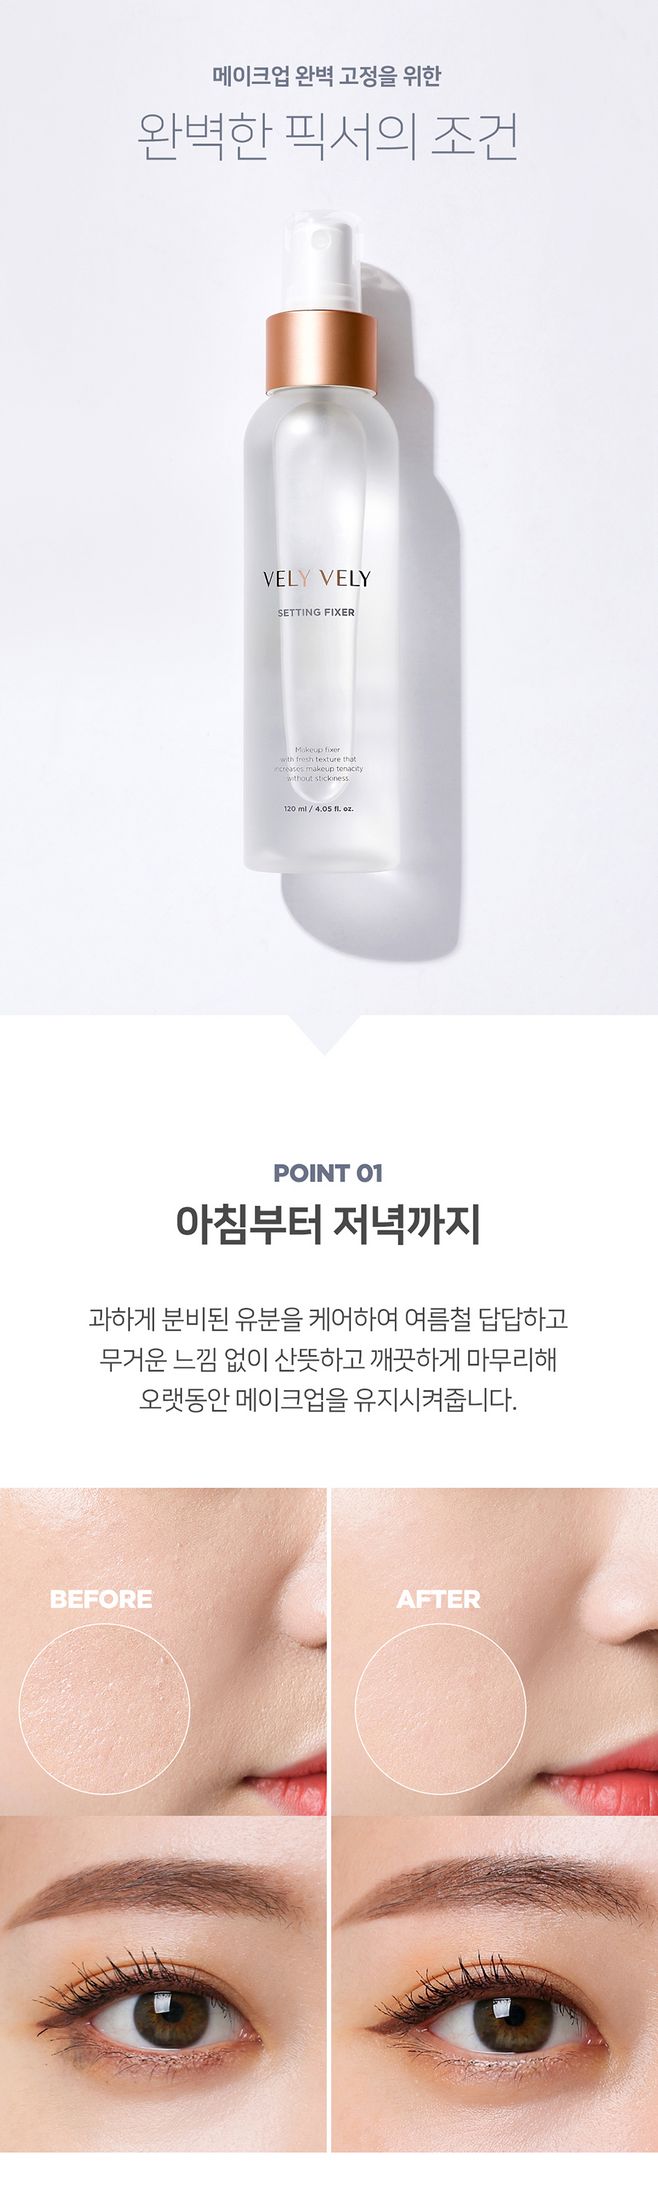 메이크업 완벽 고정을 위한
완벽한 픽서의 조건
VELY VELY
SETTING FIXER
Makeup fixer
with fresh texture that
increases makeup tenacity
without stickiness.
120 ml / 4.05 fl. oz.
POINT 01
아침부터 저녁까지
과하게 분비된 유분을 케어하여 여름철 답답하고
무거운 느낌 없이 산뜻하고 깨끗하게 마무리해
오랫동안 메이크업을 유지시켜줍니다.
BEFORE
AFTER